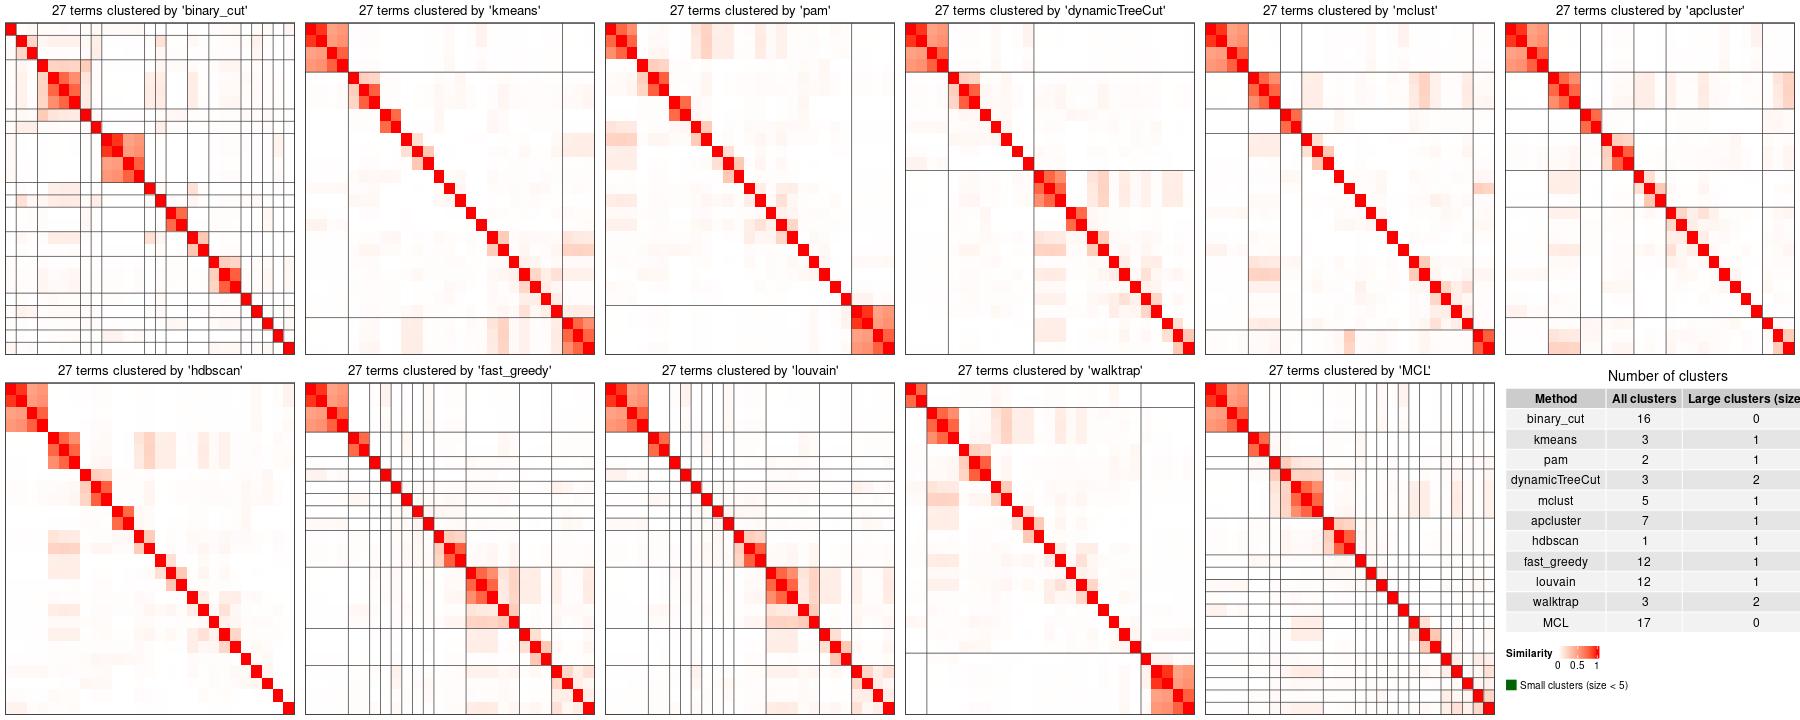 27 terms clustered by 'binary_cut'
27 terms clustered by 'kmeans'
27 terms clustered by 'pam'
27 terms clustered by 'dynamicTreeCut'
27 terms clustered by 'mclust'
27 terms clustered by 'apcluster'
27 terms clustered by 'hdbscan'
27 terms clustered by 'fast_greedy'
27 terms clustered by 'louvain'
27 terms clustered by 'walktrap'
27 terms clustered by 'MCL'
Number of clusters
Method All clusters Large clusters (size
binary_cut 16 0
kmeans 3 1
pam 2 1
dynamicTreeCut 3 2
mclust 5 1
apcluster 7 1
hdbscan 1 1
fast_greedy 12 1
louvain 12 1
walktrap 3 2
MCL 17 0
Similarity
0 0.5 1
Small clusters (size < 5)